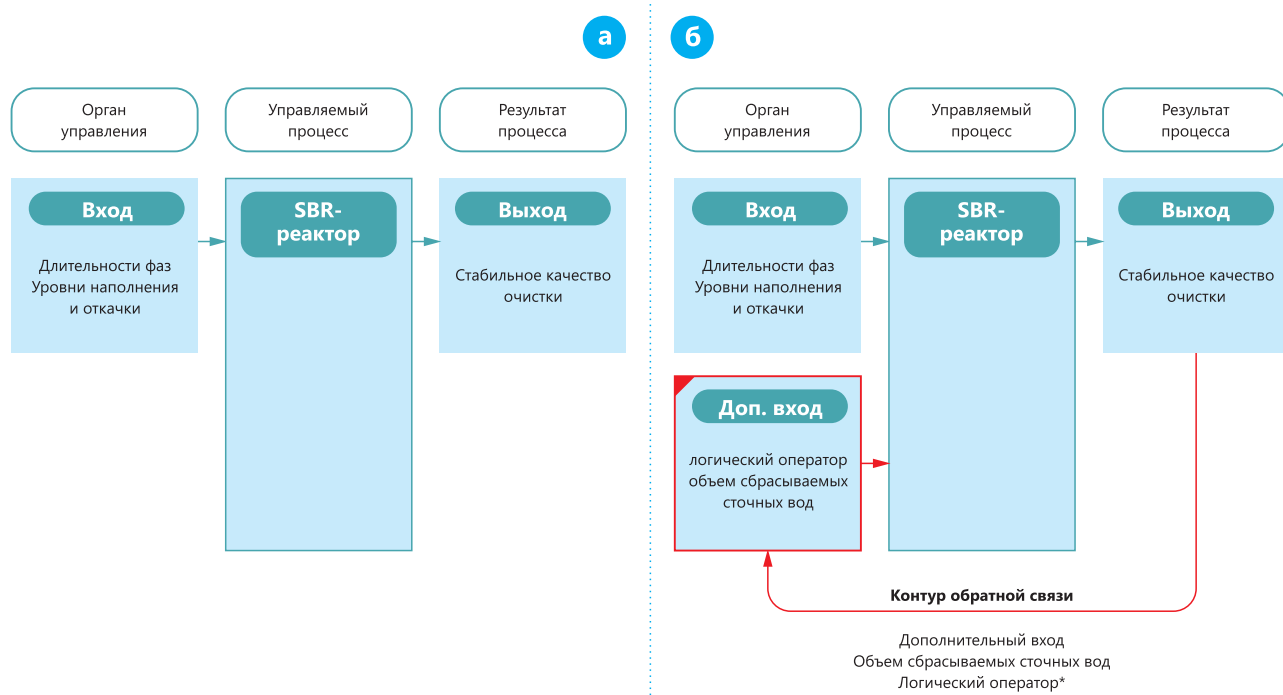 а
Орган
управления
Управляемый
процесс
Результат
процесса
Вход
Длительности фаз
Уровни наполнения
и откачки
SBR-
реактор
Выход
Стабильное качество
очистки
б
Орган
управления
Управляемый
процесс
Результат
процесса
Вход
Длительности фаз
Уровни наполнения
и откачки
SBR-
реактор
Выход
Стабильное качество
очистки
Доп. вход
логический оператор
объем сбрасываемых
сточных вод
Контур обратной связи
Дополнительный вход
Объем сбрасываемых сточных вод
Логический оператор*